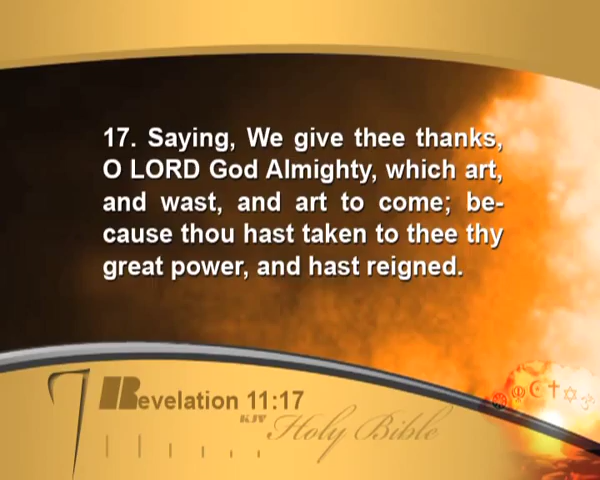 17. Saying, We give thee thanks,
O LORD God Almighty, which art,
and wast, and art to come; be-
cause thou hast taken to thee thy
great power, and hast reigned.
Revelation 11:17
KJV Holy Bible